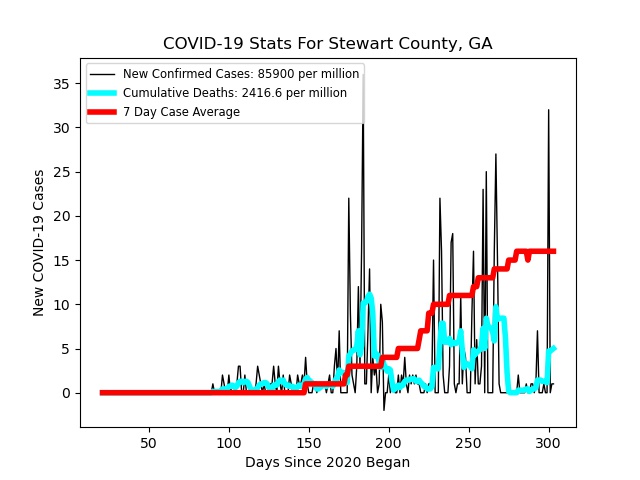 COVID-19 Stats For Stewart County, GA
New Confirmed Cases: 85900 per million
Cumulative Deaths: 2416.6 per million
7 Day Case Average
New COVID-19 Cases
35
30
25
20
15
10
5
0
50 100 150 200 250 300
Days Since 2020 Began